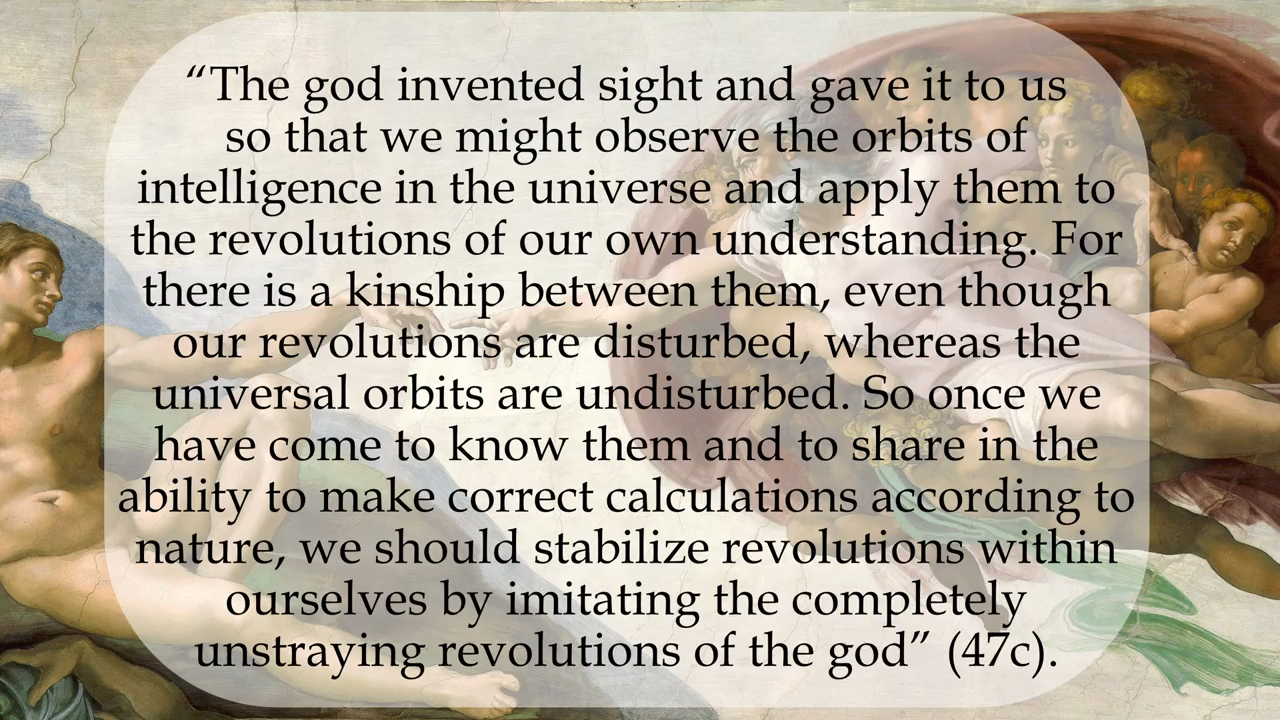 “The god invented sight and gave it to us
so that we might observe the orbits of
intelligence in the universe and apply them to
the revolutions of our own understanding. For
there is a kinship between them, even though
our revolutions are disturbed, whereas the
universal orbits are undisturbed. So once we
have come to know them and to share in the
ability to make correct calculations according to
nature, we should stabilize revolutions within
ourselves by imitating the completely
unstraying revolutions of the god” (47c).